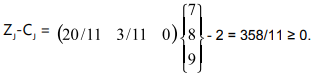 Zⱼ-Cⱼ = (20/11 3/11 0) {7 8 9} - 2 = 358/11 ≥ 0.